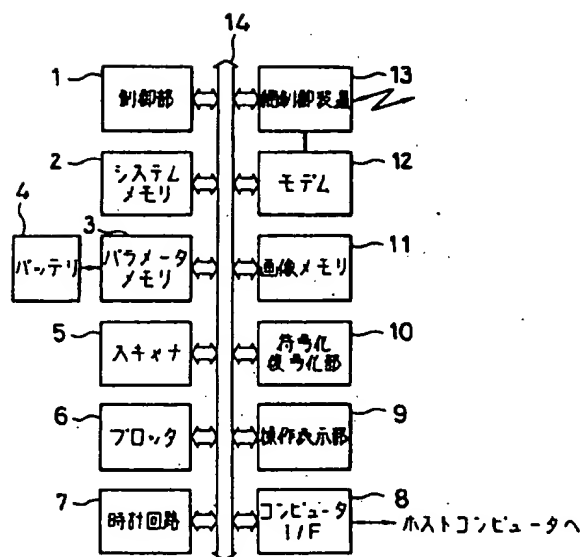 14
1
制御部
13
網制御装置
2
システム
メモリ
12
モデム
4
バッテリ
3
パラメータ
メモリ
11
画像メモリ
5
スキャナ
10
符号化
復号化部
6
プロッタ
9
操作表示部
7
時計回路
8
コンピュータ
I/F
ホストコンピュータへ